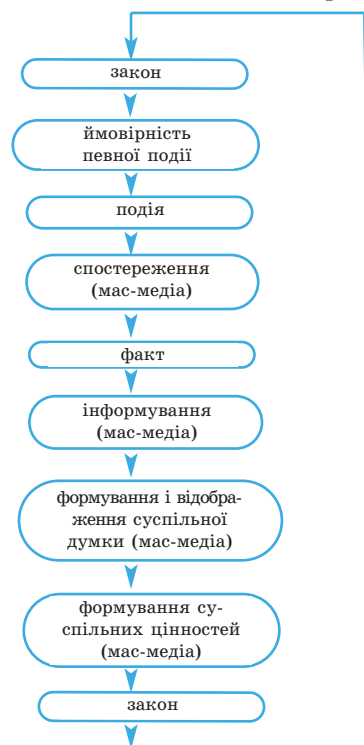 закон
ймовірність
певної події
подія
спостереження
(мас-медіа)
факт
інформування
(мас-медіа)
формування і відобра-
ження суспільної
думки (мас-медіа)
формування су-
спільних цінностей
(мас-медіа)
закон